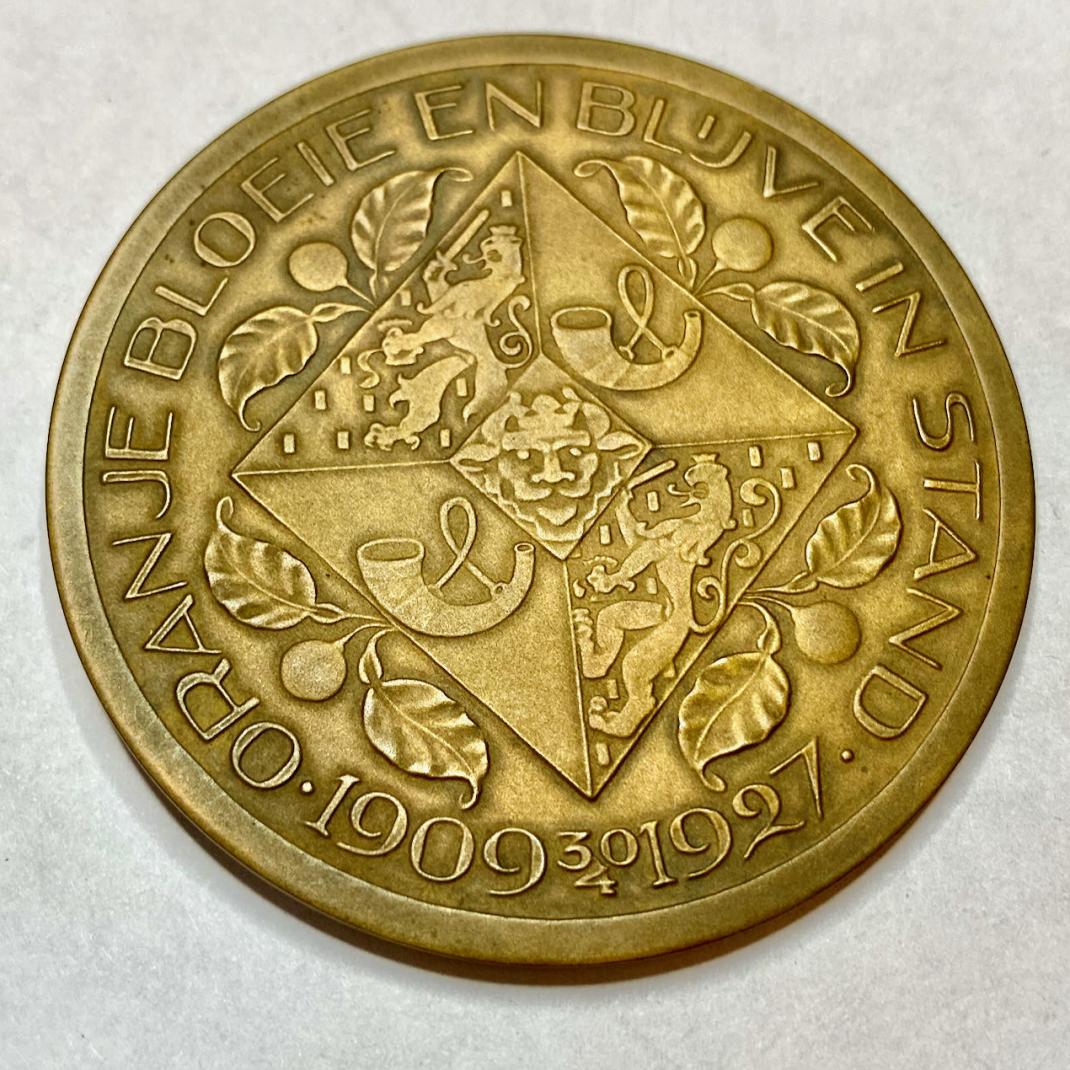 ORANJE BLOEIE EN BLIJVE IN STAND
· 1909 30/4 1927 ·